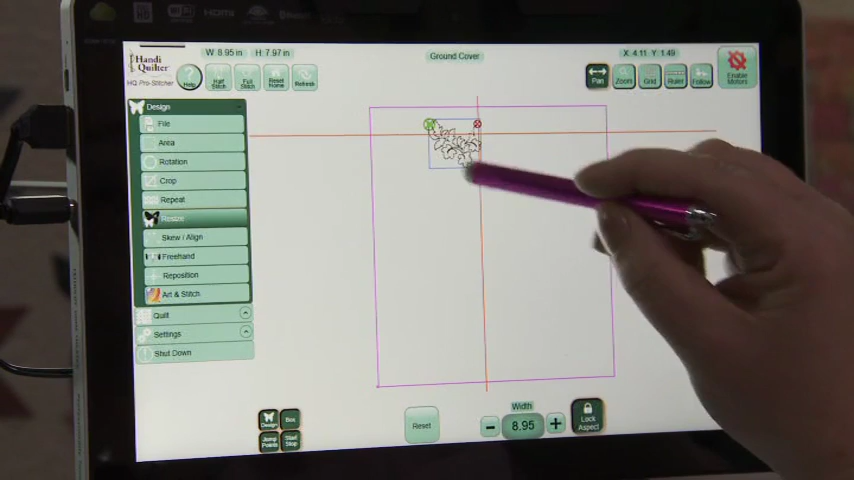 HDMI
W: 8.95 in H: 7.97 in
Ground Cover
X: 4.11 Y: 1.49
Handi
Quilter
HQ Pro-Stitcher
Help
Half
Stitch
Full
Stitch
Reset
Home
Refresh
Pan
Zoom
Grid
Ruler
Follow
Enable
Motors
Design
File
Area
Rotation
Crop
Repeat
Resize
Skew / Align
Freehand
Reposition
Art & Stitch
Quilt
Settings
Shut Down
Design
Box
Jump
Points
Start
Stop
Reset
Width
- 8.95 +
Lock
Aspect